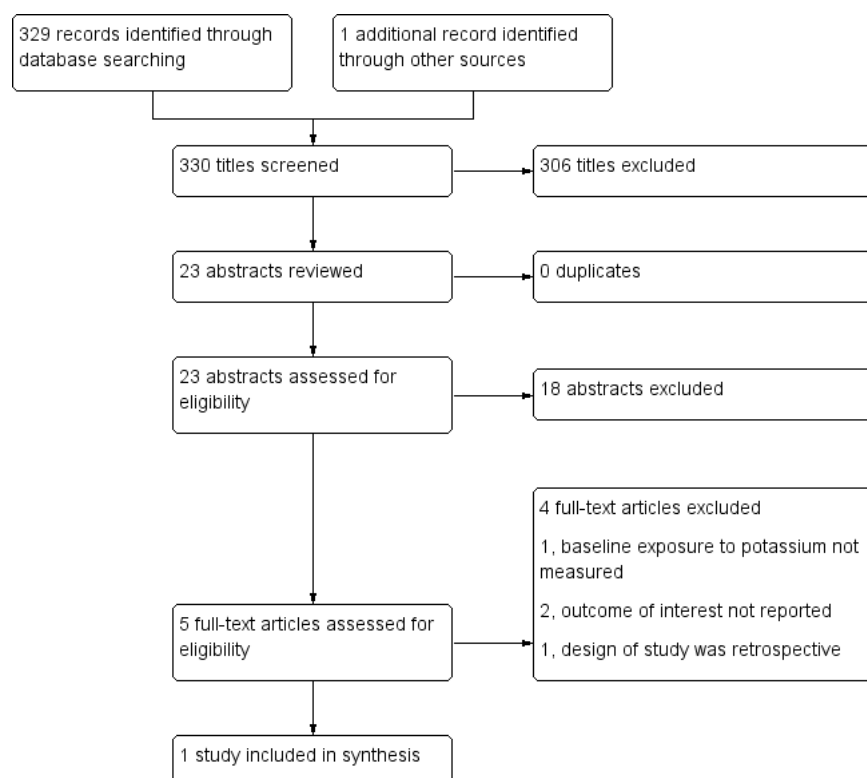 329 records identified through
database searching
1 additional record identified
through other sources
330 titles screened
306 titles excluded
23 abstracts reviewed
0 duplicates
23 abstracts assessed for
eligibility
18 abstracts excluded
4 full-text articles excluded
1, baseline exposure to potassium not
measured
2, outcome of interest not reported
1, design of study was retrospective
5 full-text articles assessed for
eligibility
1 study included in synthesis